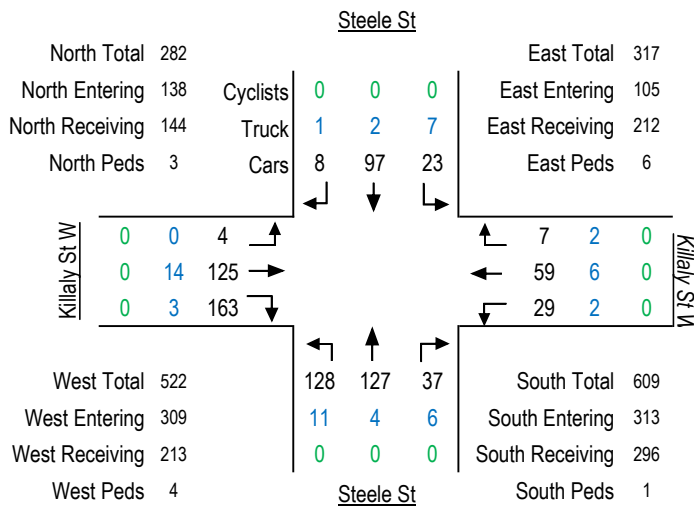 Steele St
North Total 282
East Total 317
North Entering 138
Cyclists 0 0 0
East Entering 105
North Receiving 144
Truck 1 2 7
East Receiving 212
North Peds 3
Cars 8 97 23
East Peds 6
Killaly St W
0 0 4
7 2 0
0 14 125
59 6 0
0 3 163
29 2 0
Killaly St W
West Total 522
128 127 37
South Total 609
West Entering 309
11 4 6
South Entering 313
West Receiving 213
0 0 0
South Receiving 296
West Peds 4
Steele St
South Peds 1